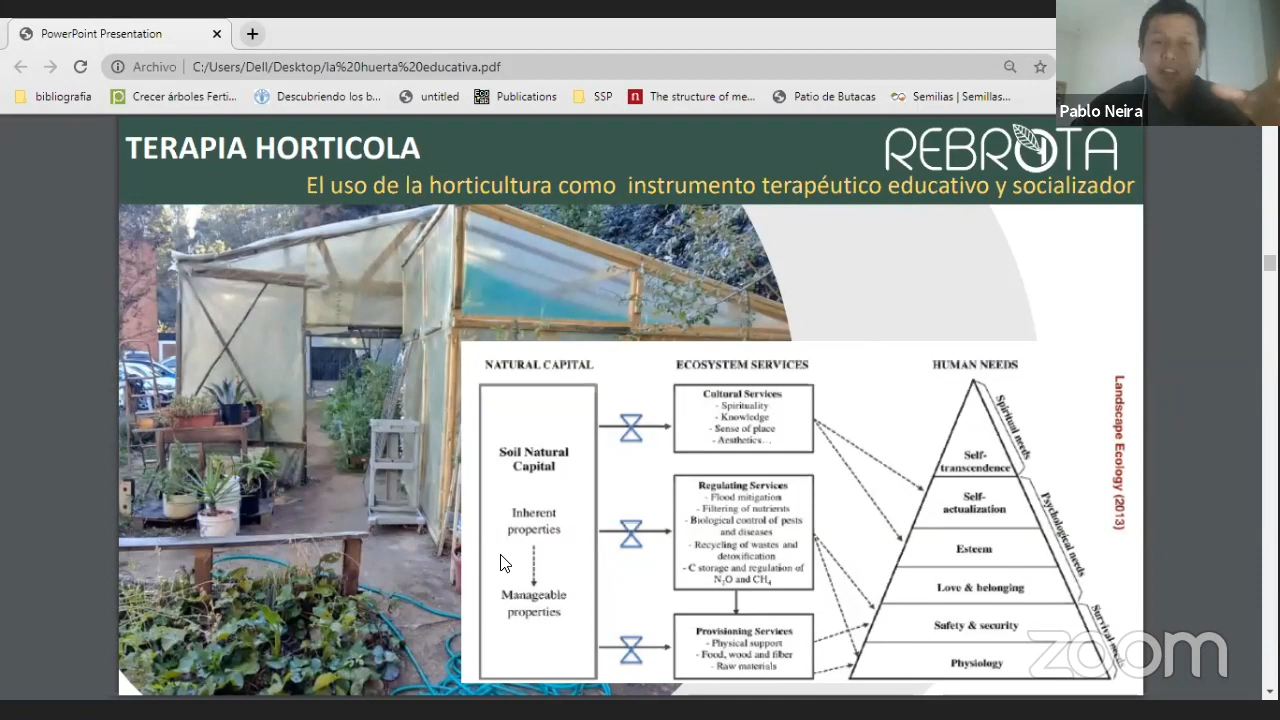 PowerPoint Presentation
Archivo
C:/Users/Dell/Desktop/la%20huerta%20educativa.pdf
bibliografia
Crecer árboles Ferti...
Descubriendo los b...
untitled
Publications
SSP
n
The structure of me...
Patio de Butacas
Semilias | Semillas...
Pablo Neira
TERAPIA HORTICOLA
REBROTA
El uso de la horticultura como instrumento terapéutico educativo y socializador
NATURAL CAPITAL
Soil Natural
Capital
Inherent
properties
Manageable
properties
ECOSYSTEM SERVICES
Cultural Services
- Spirituality
- Knowledge
- Sense of place
- Aesthetics...
Regulating Services
- Flood mitigation
- Filtering of nutrients
- Biological control of pests
and diseases
- Recycling of wastes and
detoxification
- C storage and regulation of
N₂O and CH₄
Provisioning Services
- Physical support
- Food, wood and fiber
- Raw materials
HUMAN NEEDS
Self-
transcendence
Self-
actualization
Esteem
Love & belonging
Safety & security
Physiology
Spiritual needs
Psychological needs
Survival needs
Landscape Ecology (2013)
zoom